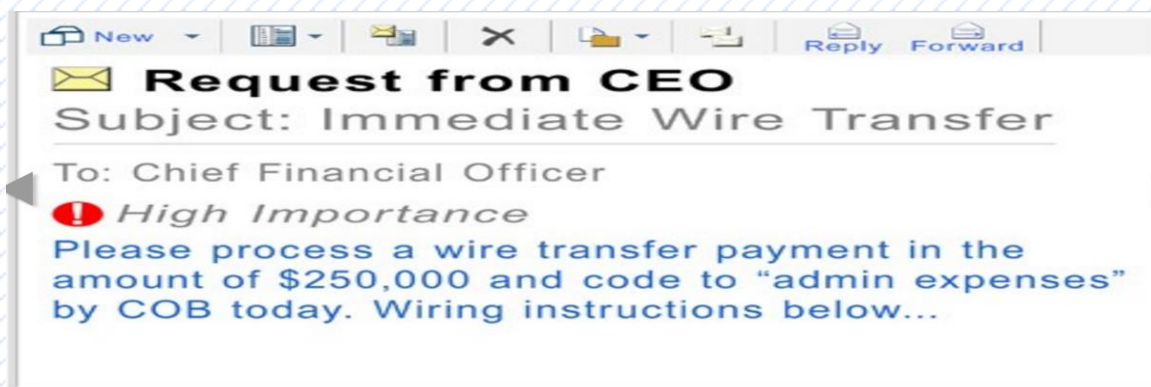 New
Reply Forward
Request from CEO
Subject: Immediate Wire Transfer
To: Chief Financial Officer
! High Importance
Please process a wire transfer payment in the
amount of $250,000 and code to “admin expenses”
by COB today. Wiring instructions below...